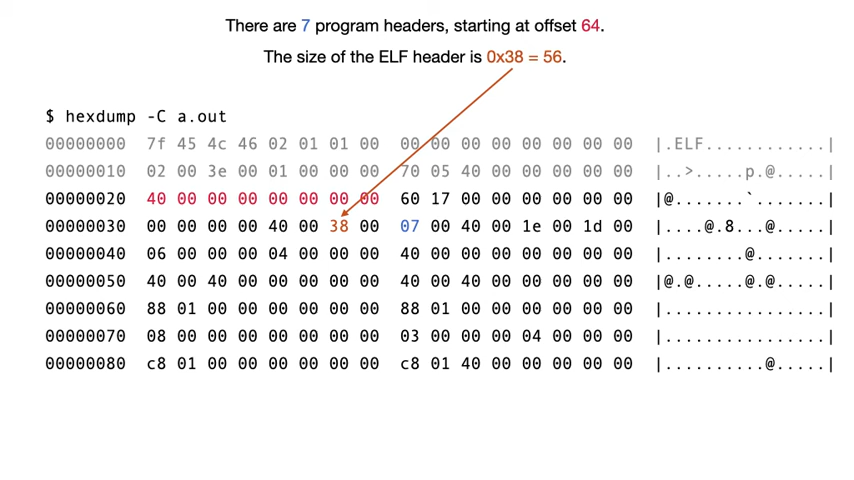 There are 7 program headers, starting at offset 64.
The size of the ELF header is 0x38 = 56.
$ hexdump -C a.out
00000000  7f 45 4c 46 02 01 01 00  00 00 00 00 00 00 00 00  |.ELF............|
00000010  02 00 3e 00 01 00 00 00  70 05 40 00 00 00 00 00  |..>.....p.@.....|
00000020  40 00 00 00 00 00 00 00  60 17 00 00 00 00 00 00  |@.......`.......|
00000030  00 00 00 00 40 00 38 00  07 00 40 00 1e 00 1d 00  |....@.8...@.....|
00000040  06 00 00 00 04 00 00 00  40 00 00 00 00 00 00 00  |........@.......|
00000050  40 00 40 00 00 00 00 00  40 00 40 00 00 00 00 00  |@.@.....@.@.....|
00000060  88 01 00 00 00 00 00 00  88 01 00 00 00 00 00 00  |................|
00000070  08 00 00 00 00 00 00 00  03 00 00 00 04 00 00 00  |................|
00000080  c8 01 00 00 00 00 00 00  c8 01 40 00 00 00 00 00  |..........@.....|